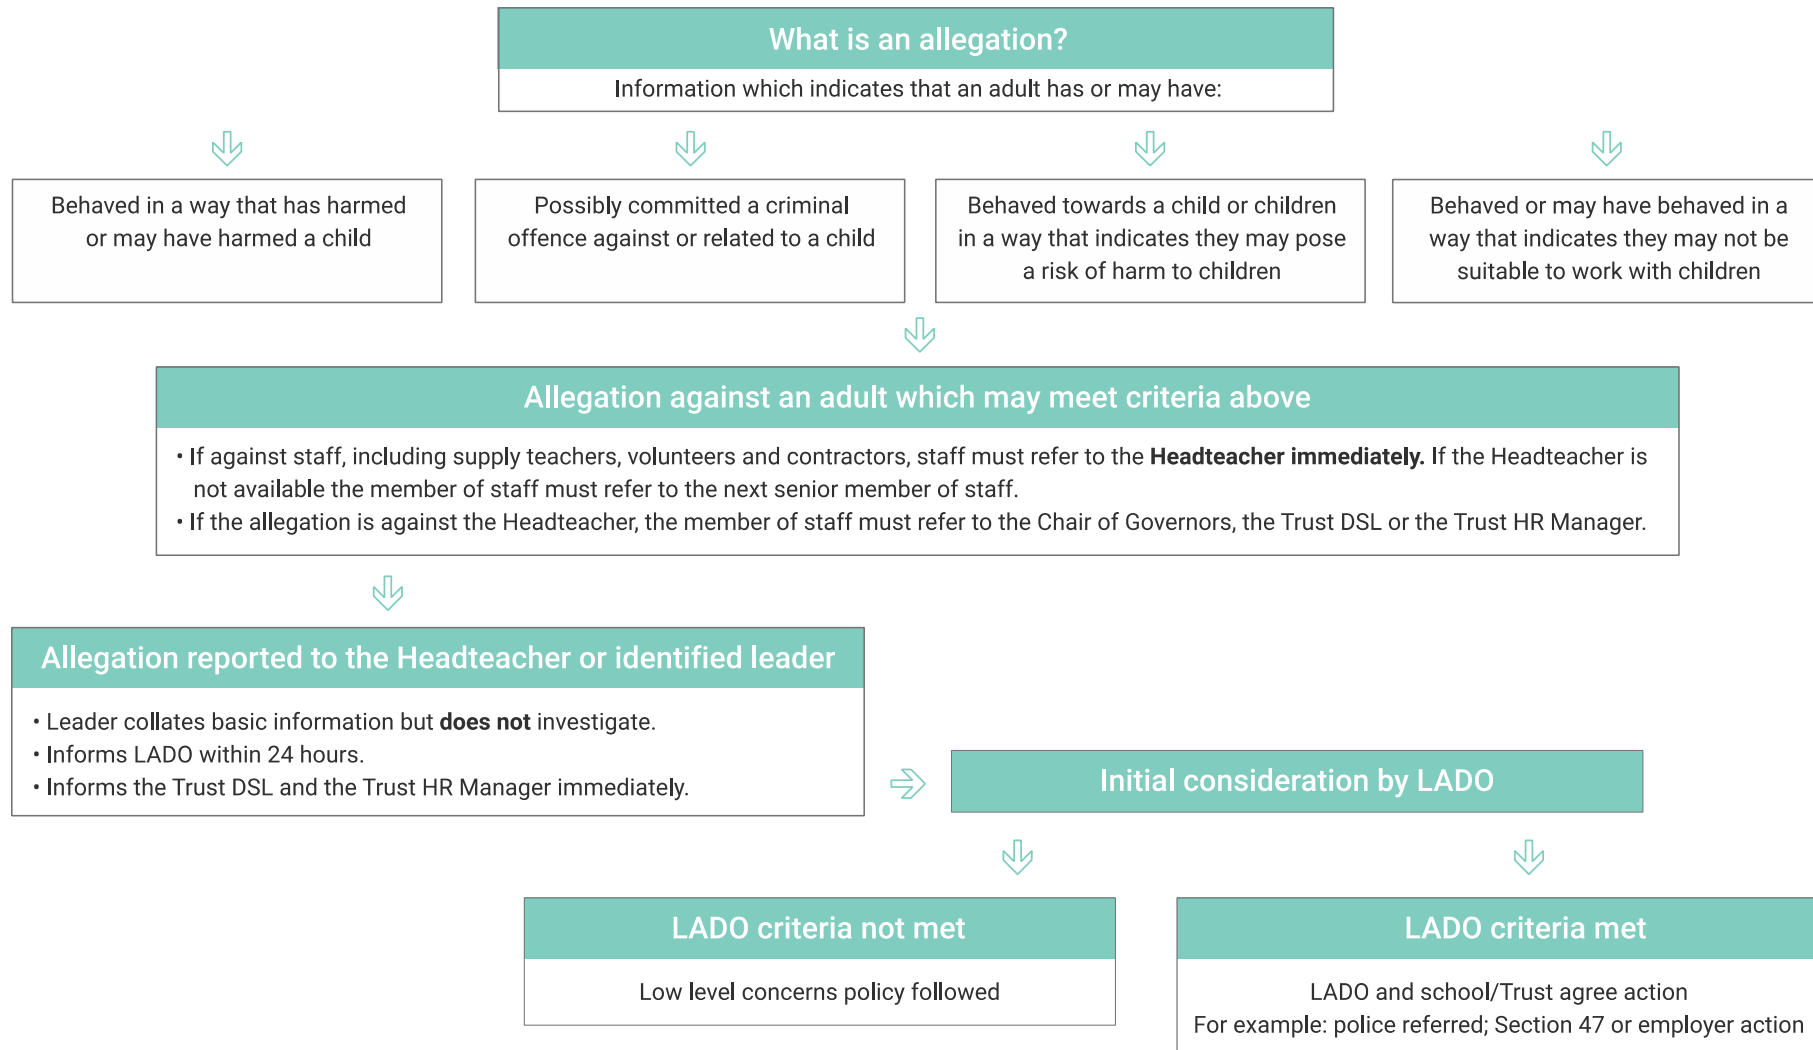 What is an allegation?
Information which indicates that an adult has or may have:
Behaved in a way that has harmed
or may have harmed a child
Possibly committed a criminal
offence against or related to a child
Behaved towards a child or children
in a way that indicates they may pose
a risk of harm to children
Behaved or may have behaved in a
way that indicates they may not be
suitable to work with children
Allegation against an adult which may meet criteria above
• If against staff, including supply teachers, volunteers and contractors, staff must refer to the Headteacher immediately. If the Headteacher is
not available the member of staff must refer to the next senior member of staff.
• If the allegation is against the Headteacher, the member of staff must refer to the Chair of Governors, the Trust DSL or the Trust HR Manager.
Allegation reported to the Headteacher or identified leader
• Leader collates basic information but does not investigate.
• Informs LADO within 24 hours.
• Informs the Trust DSL and the Trust HR Manager immediately.
Initial consideration by LADO
LADO criteria not met
Low level concerns policy followed
LADO criteria met
LADO and school/Trust agree action
For example: police referred; Section 47 or employer action